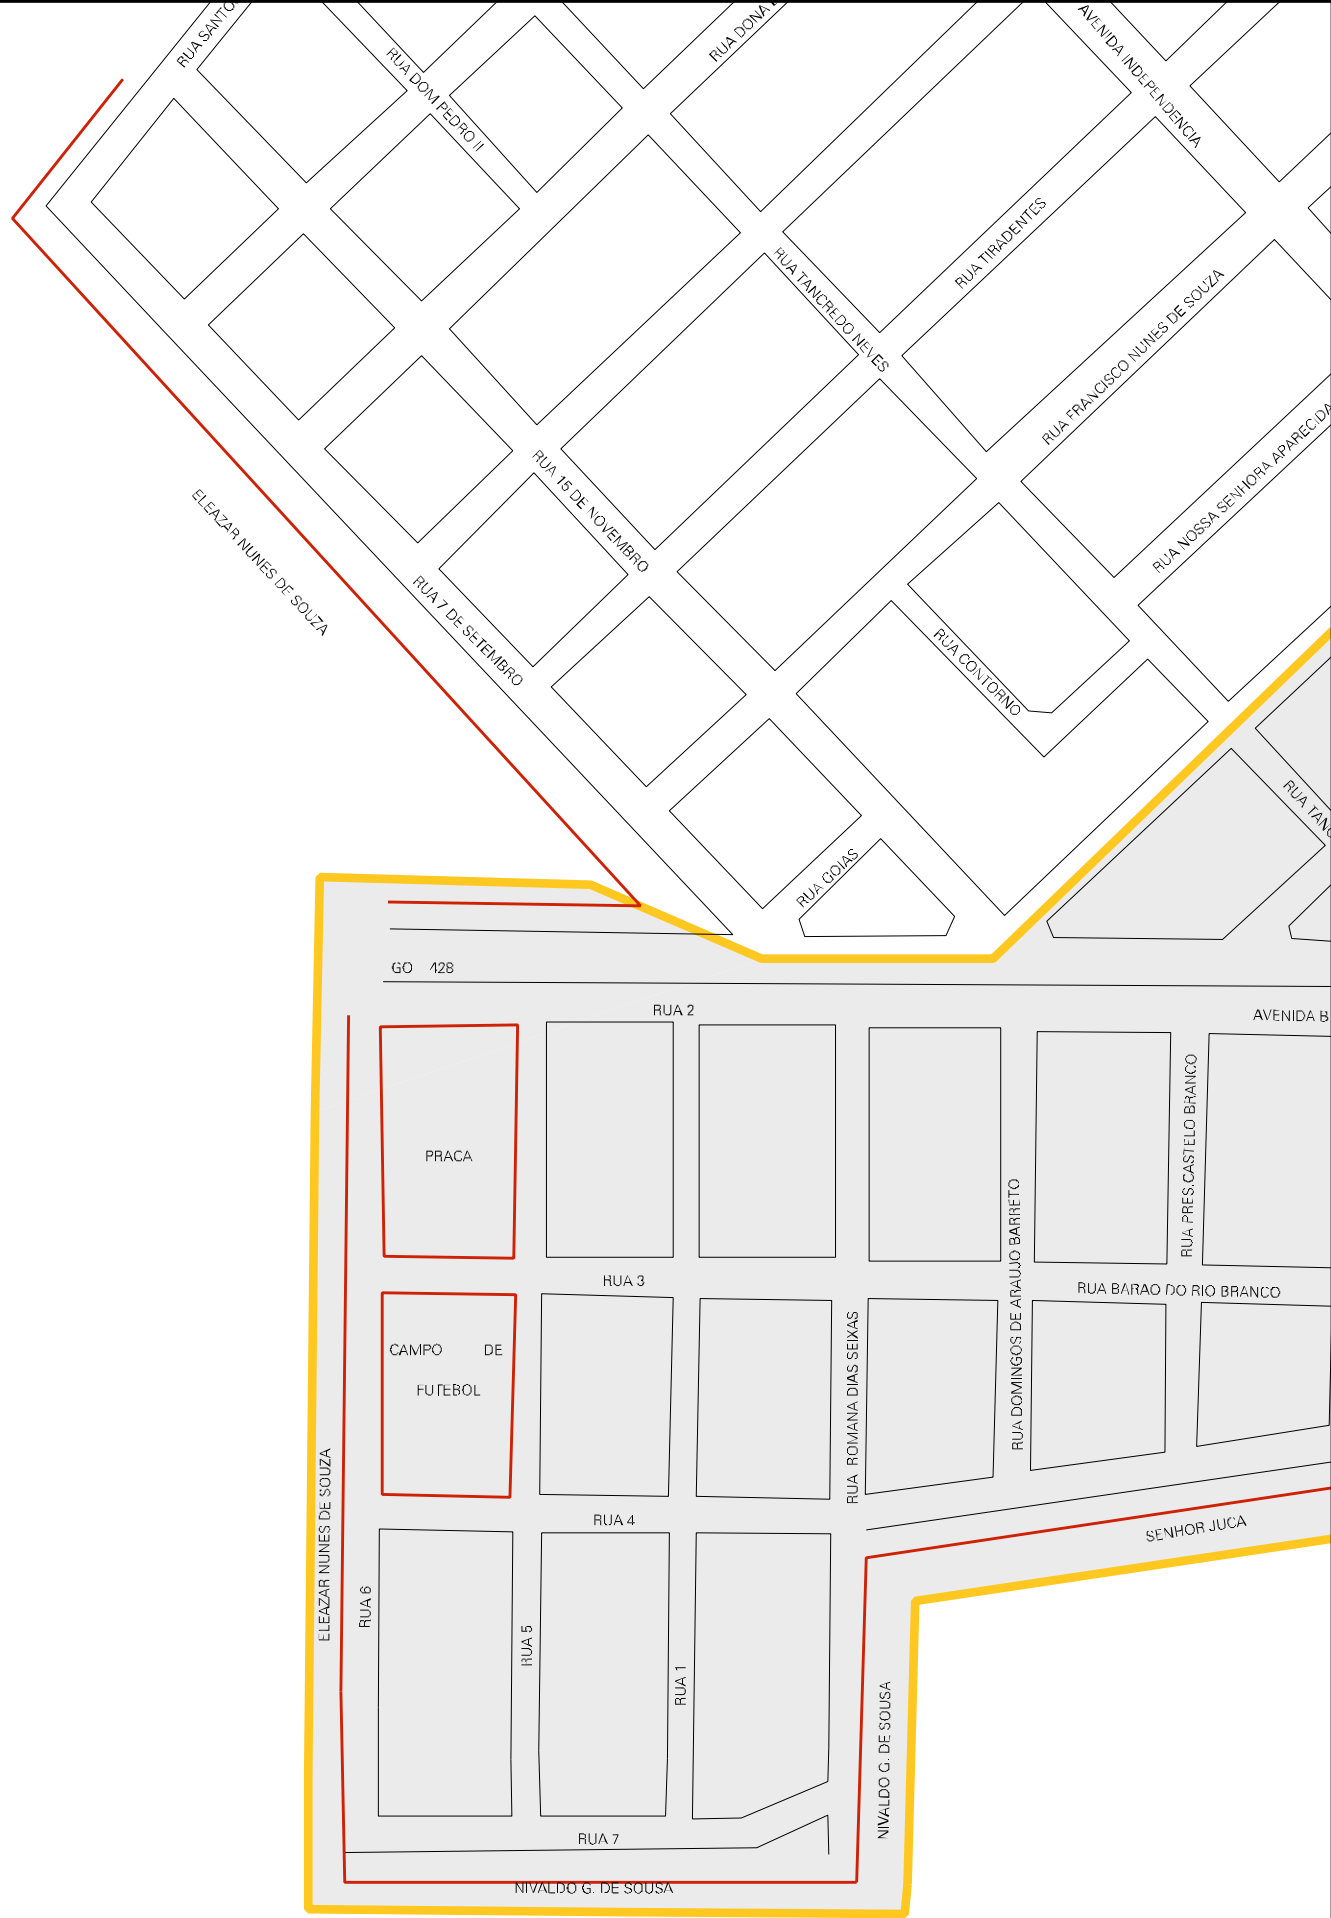 RUA SANTO
RUA DOM PEDRO II
RUA DONA
AVENIDA INDEPENDENCIA
RUA TIRADENTES
RUA TANCREDO NEVES
RUA FRANCISCO NUNES DE SOUZA
RUA NOSSA SENHORA APARECIDA
RUA 15 DE NOVEMBRO
ELEAZAR NUNES DE SOUZA
RUA 7 DE SETEMBRO
RUA CONTORNO
RUA TANC
RUA GOIAS
GO 428
RUA 2
AVENIDA B
PRACA
RUA PRES.CASTELO BRANCO
RUA DOMINGOS DE ARAUJO BARRETO
RUA 3
RUA BARAO DO RIO BRANCO
CAMPO DE
FUTEBOL
RUA ROMANA DIAS SEIXAS
ELEAZAR NUNES DE SOUZA
RUA 4
SENHOR JUCA
RUA 6
RUA 5
RUA 1
NIVALDO G. DE SOUSA
RUA 7
NIVALDO G. DE SOUSA